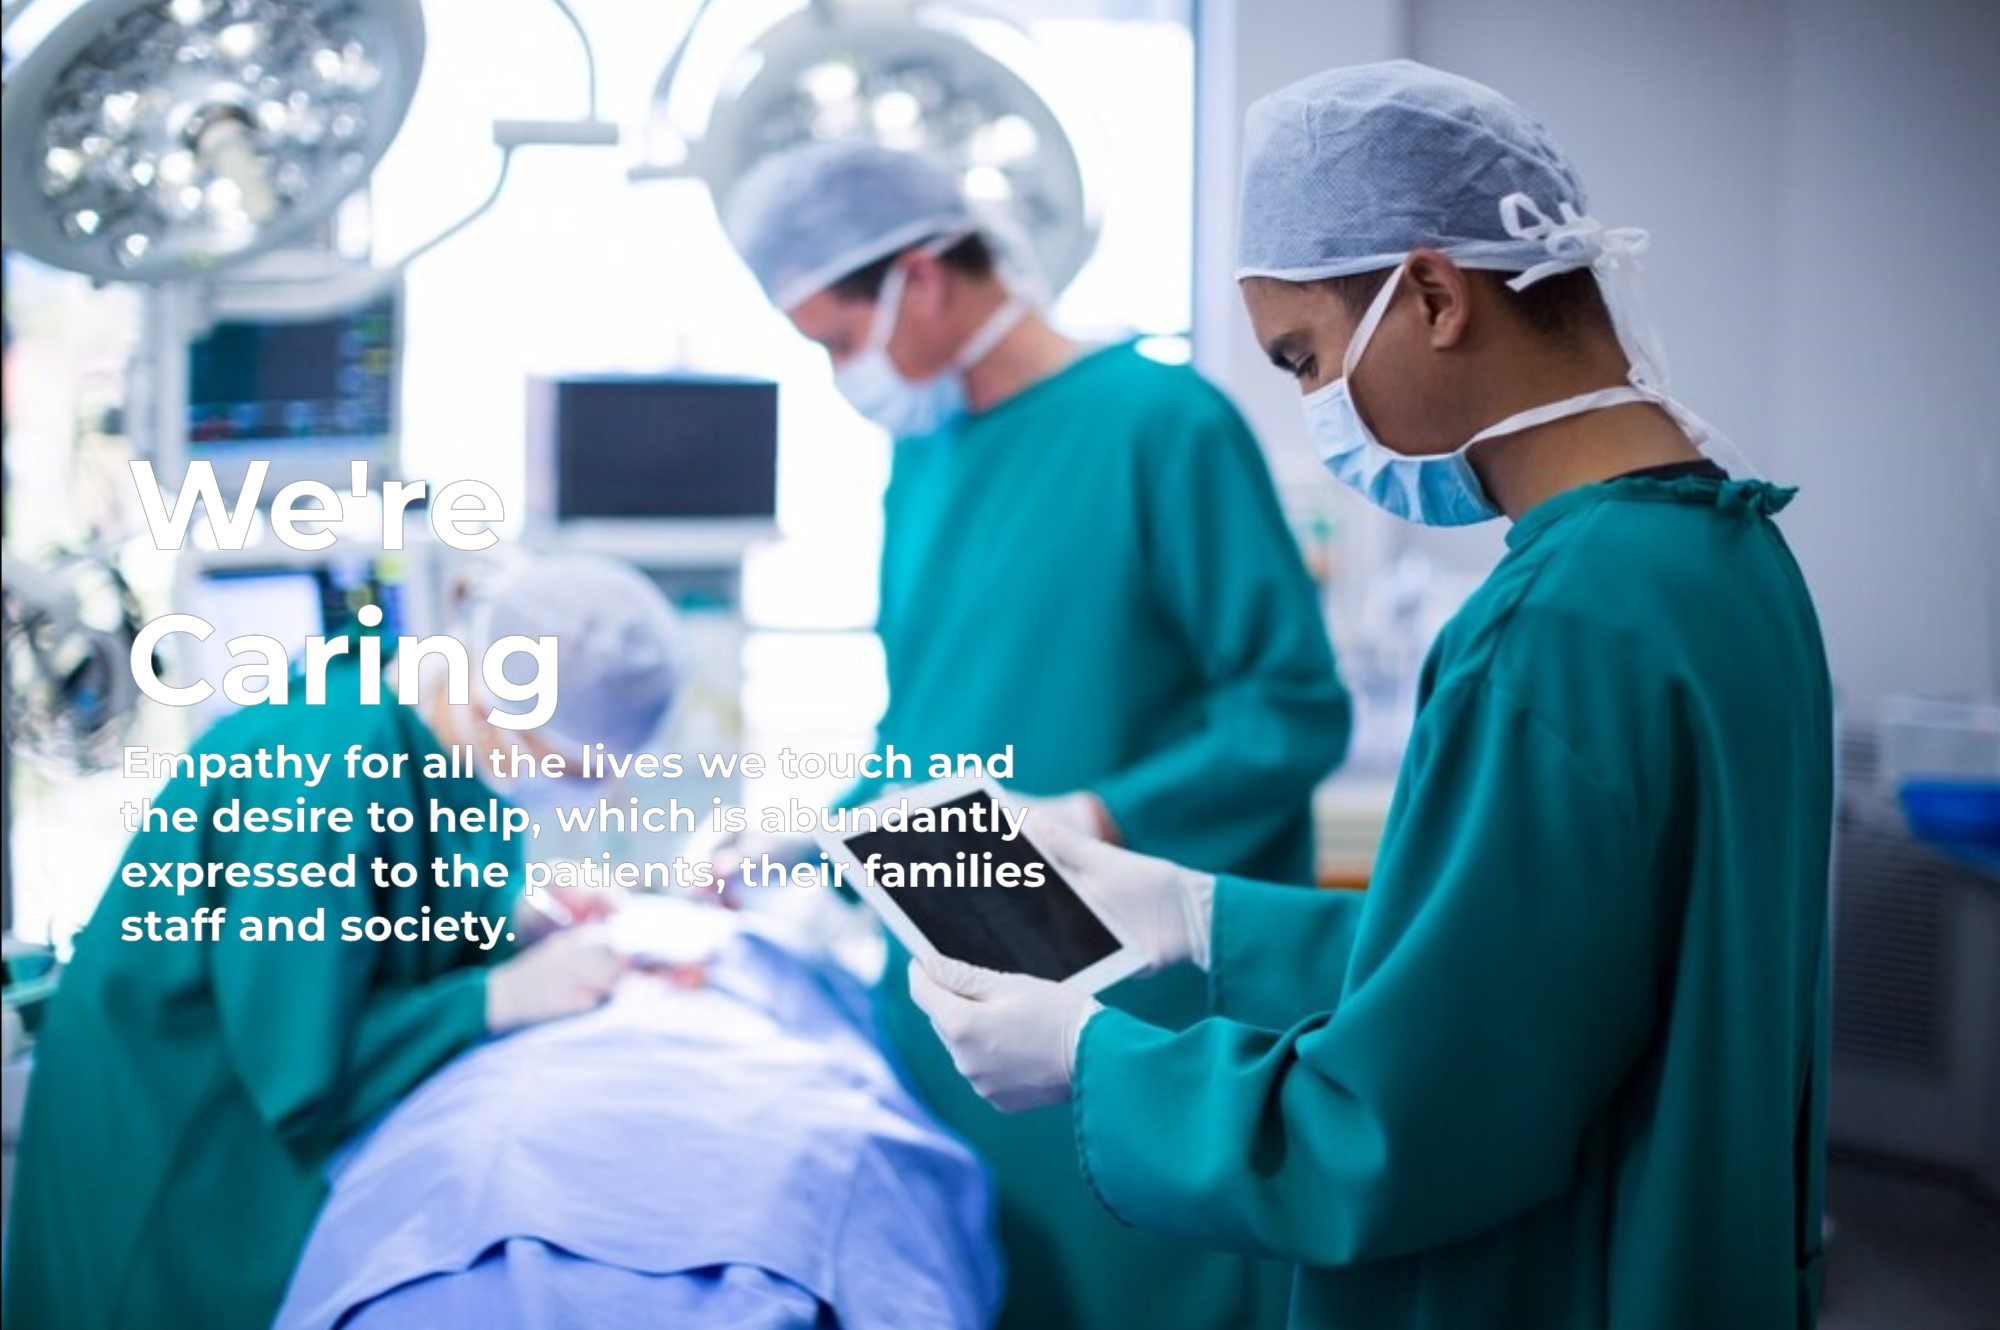 We're
Caring
Empathy for all the lives we touch and
the desire to help, which is abundantly
expressed to the patients, their families
staff and society.